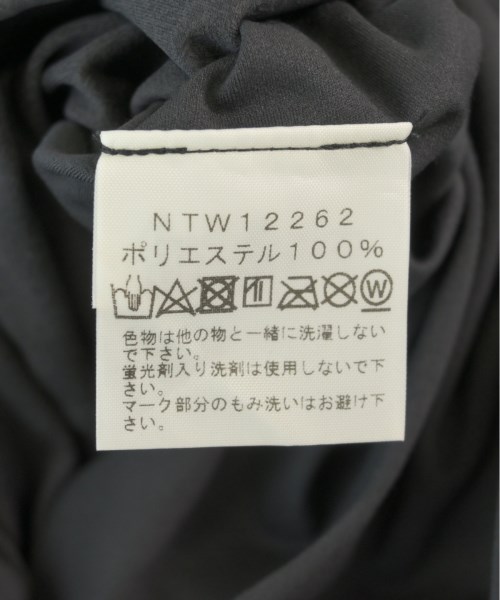 NTW12262
ポリエステル100%
W
色物は他の物と一緒に洗濯しない
で下さい。
蛍光剤入り洗剤は使用しないで下
さい。
マーク部分のもみ洗いはお避け下
さい。